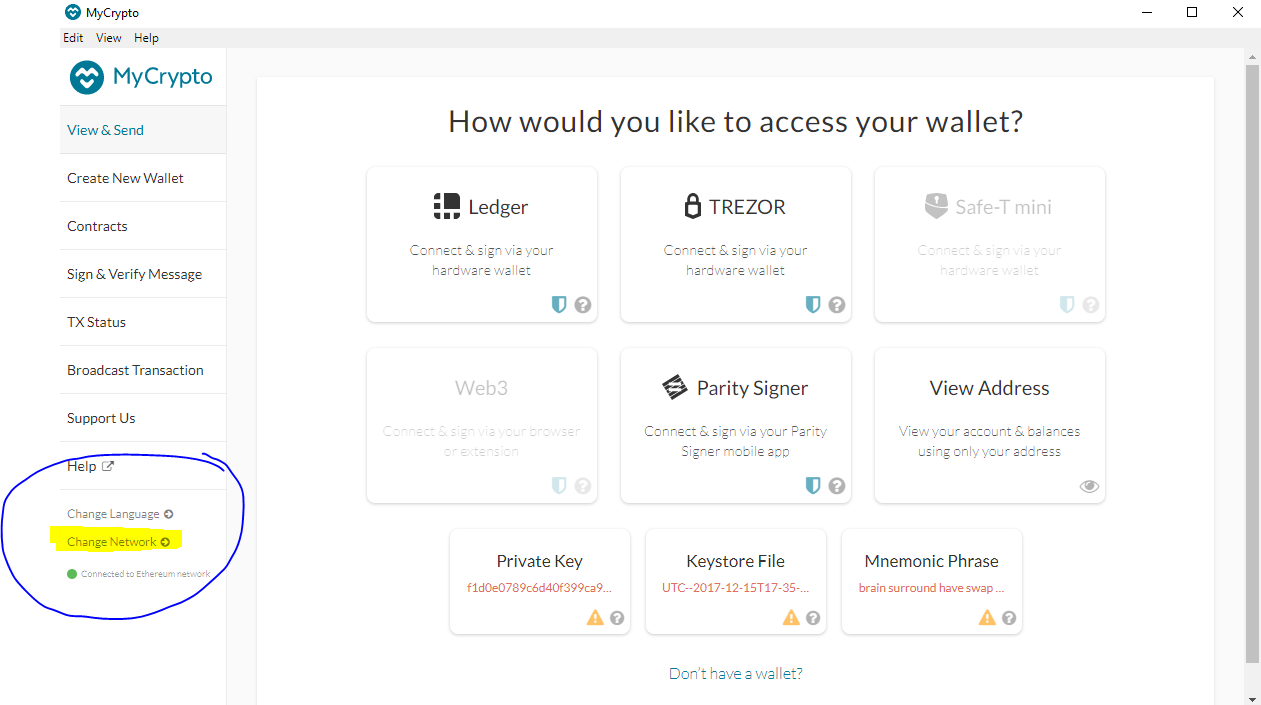 MyCrypto
Edit View Help
MyCrypto
View & Send
Create New Wallet
Contracts
Sign & Verify Message
TX Status
Broadcast Transaction
Support Us
Help
Change Language
Change Network
Connected to Ethereum network
How would you like to access your wallet?
Ledger
Connect & sign via your
hardware wallet
TREZOR
Connect & sign via your
hardware wallet
Safe-T mini
Connect & sign via your
hardware wallet
Web3
Connect & sign via your browser
or extension
Parity Signer
Connect & sign via your Parity
Signer mobile app
View Address
View your account & balances
using only your address
Private Key
f1d0e0789c6d40f399ca9...
Keystore File
UTC--2017-12-15T17-35-...
Mnemonic Phrase
brain surround have swap ...
Don't have a wallet?